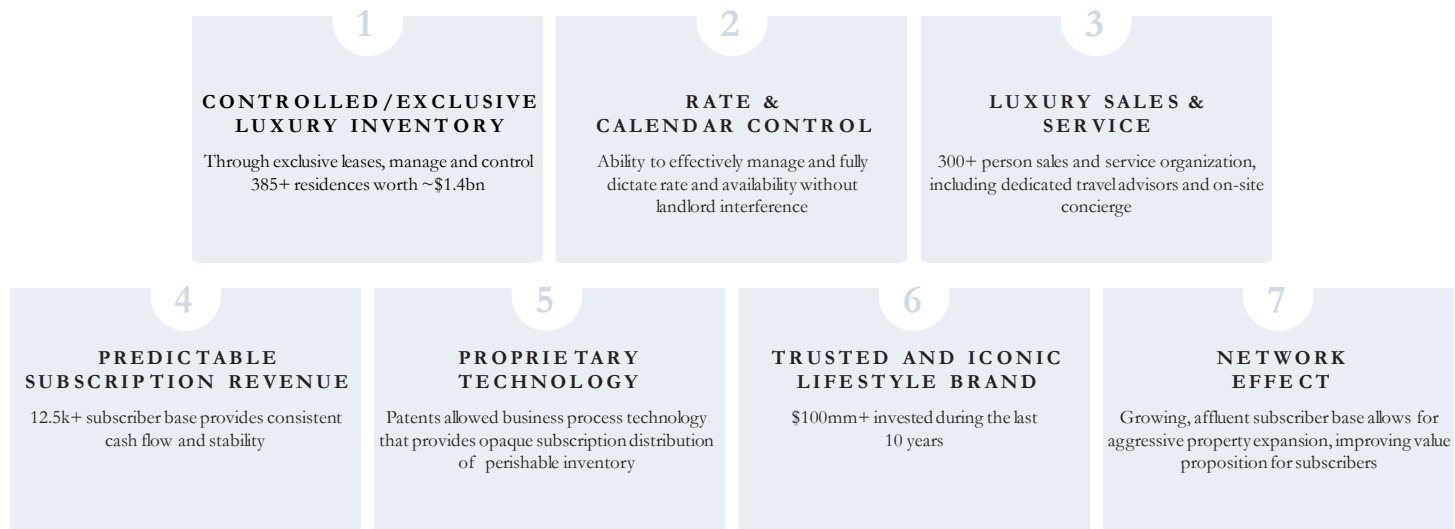 1
CONTROLLED/EXCLUSIVE
LUXURY INVENTORY
Through exclusive leases, manage and control
385+ residences worth ~$1.4bn
2
RATE &
CALENDAR CONTROL
Ability to effectively manage and fully
dictate rate and availability without
landlord interference
3
LUXURY SALES &
SERVICE
300+ person sales and service organization,
including dedicated travel advisors and on-site
concierge
4
PREDICTABLE
SUBSCRIPTION REVENUE
12.5k+ subscriber base provides consistent
cash flow and stability
5
PROPRIETARY
TECHNOLOGY
Patents allowed business process technology
that provides opaque subscription distribution
of perishable inventory
6
TRUSTED AND ICONIC
LIFESTYLE BRAND
$100mm+ invested during the last
10 years
7
NETWORK
EFFECT
Growing, affluent subscriber base allows for
aggressive property expansion, improving value
proposition for subscribers